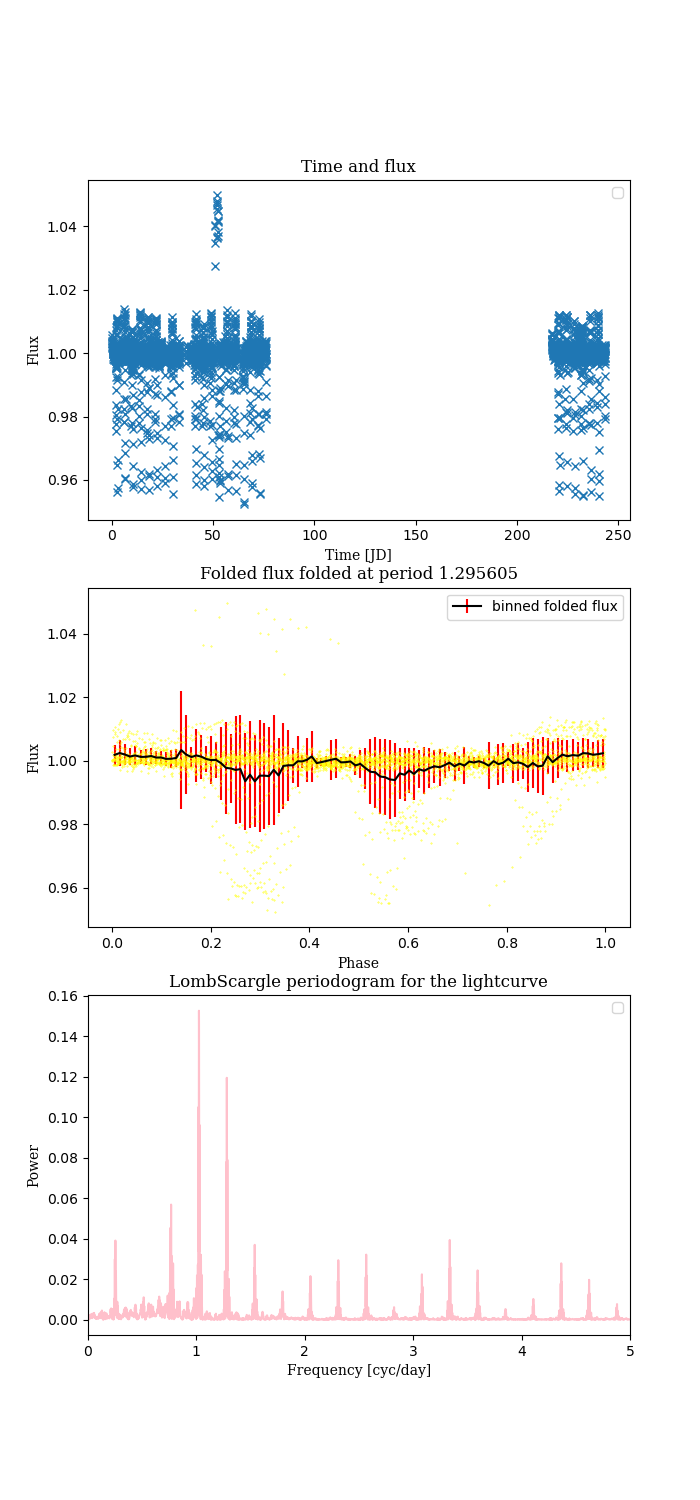 Time and flux
Flux
1.04
1.02
1.00
0.98
0.96
0 50 100 150 200 250
Time [JD]
Folded flux folded at period 1.295605
binned folded flux
Flux
1.04
1.02
1.00
0.98
0.96
0.0 0.2 0.4 0.6 0.8 1.0
Phase
LombScargle periodogram for the lightcurve
Power
0.16
0.14
0.12
0.10
0.08
0.06
0.04
0.02
0.00
0 1 2 3 4 5
Frequency [cyc/day]